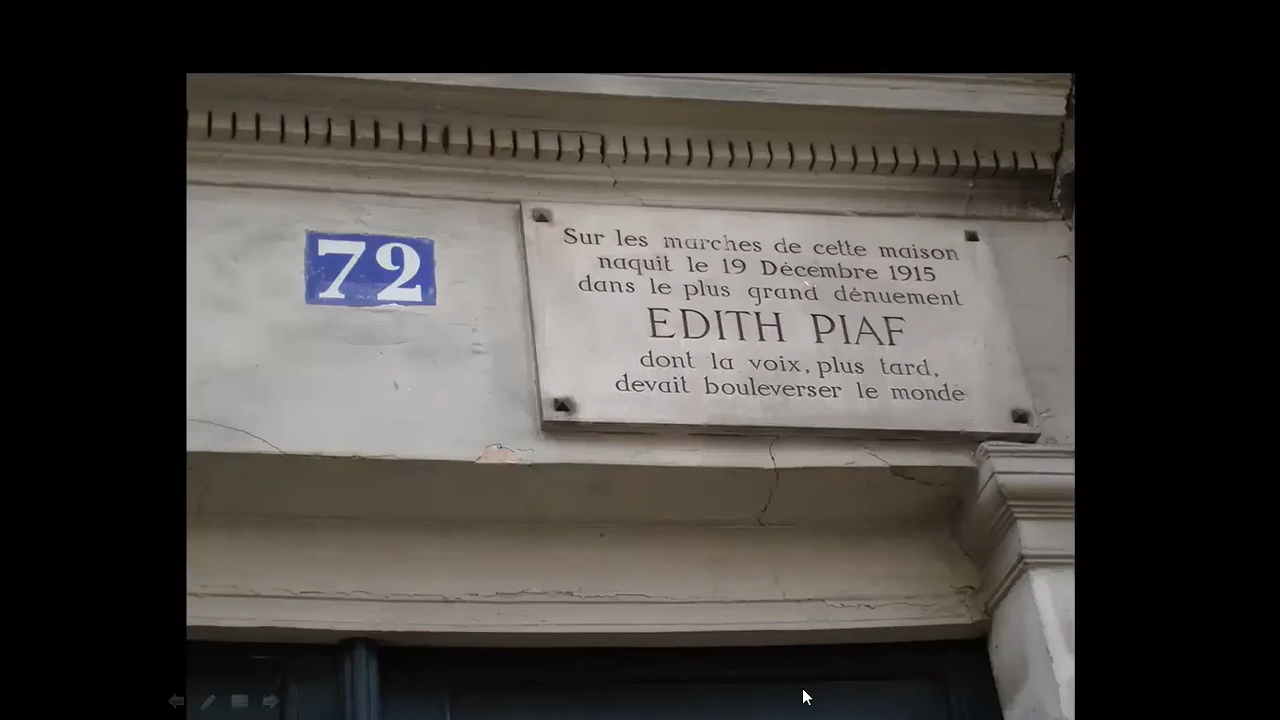 72
Sur les marches de cette maison
naquit le 19 Décembre 1915
dans le plus grand dénuement
EDITH PIAF
dont la voix, plus tard,
devait bouleverser le monde